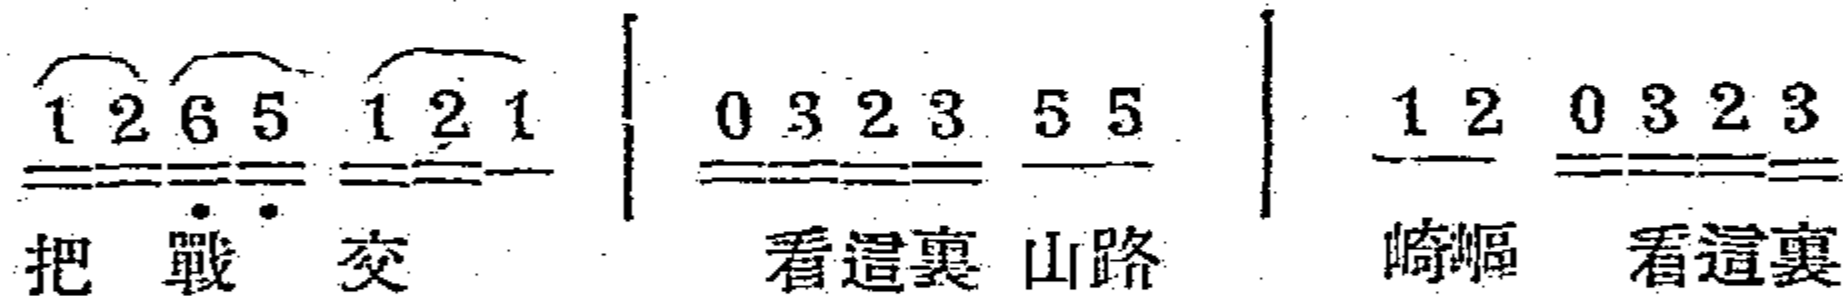 1 2 6 5 1 2 1 | 0 3 2 3 5 5 | 1 2 0 3 2 3
把 戰 交 看這裏 山路 崎嶇 看這裏